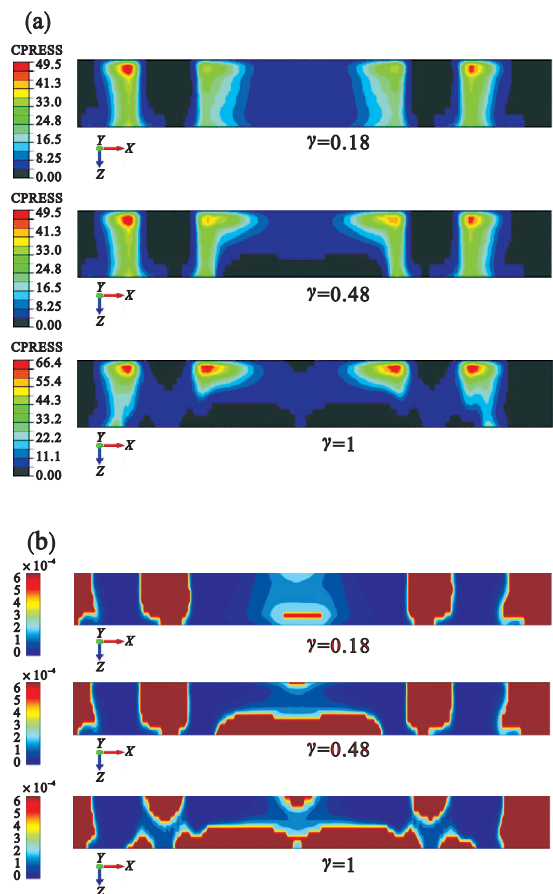 (a)
CPRESS
49.5
41.3
33.0
24.8
16.5
8.25
0.00
Y
X
Z
γ=0.18
CPRESS
49.5
41.3
33.0
24.8
16.5
8.25
0.00
Y
X
Z
γ=0.48
CPRESS
66.4
55.4
44.3
33.2
22.2
11.1
0.00
Y
X
Z
γ=1
(b)
×10⁻⁴
6
5
4
3
2
1
0
Y
X
Z
γ=0.18
×10⁻⁴
6
5
4
3
2
1
0
Y
X
Z
γ=0.48
×10⁻⁴
6
5
4
3
2
1
0
Y
X
Z
γ=1